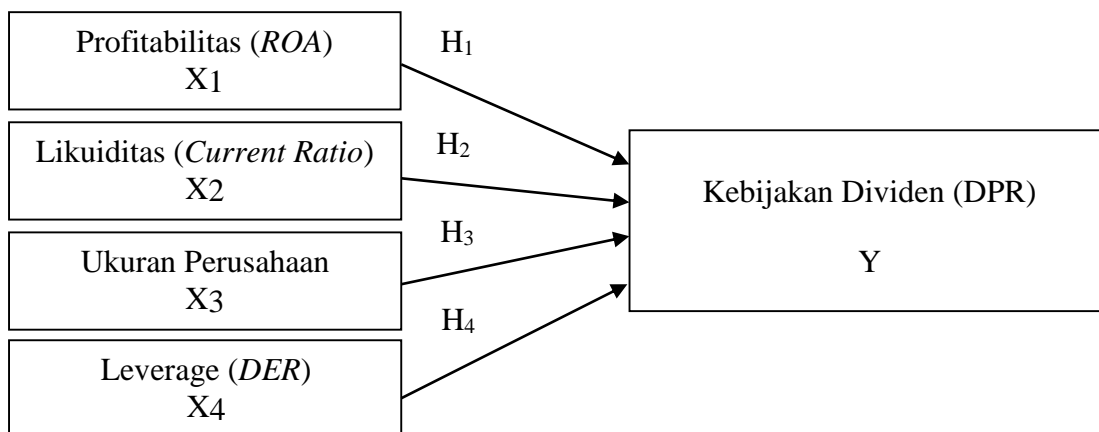 Profitabilitas (ROA)
X1
H1
Likuiditas (Current Ratio)
X2
H2
Ukuran Perusahaan
X3
H3
Leverage (DER)
X4
H4
Kebijakan Dividen (DPR)
Y